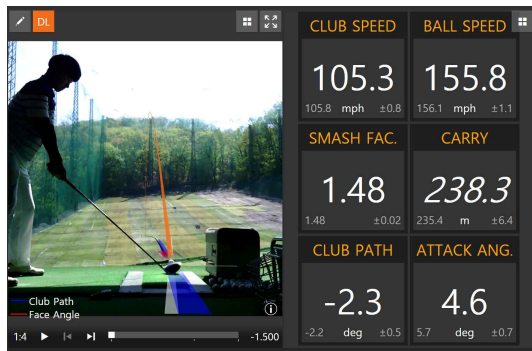 DL
CLUB SPEED
105.3
105.8 mph ±0.8
BALL SPEED
155.8
156.1 mph ±1.1
SMASH FAC.
1.48
1.48 ±0.02
CARRY
238.3
235.4 m ±6.4
CLUB PATH
-2.3
-2.2 deg ±0.5
ATTACK ANG.
4.6
5.7 deg ±0.7
Club Path
Face Angle
1:4
-1.500